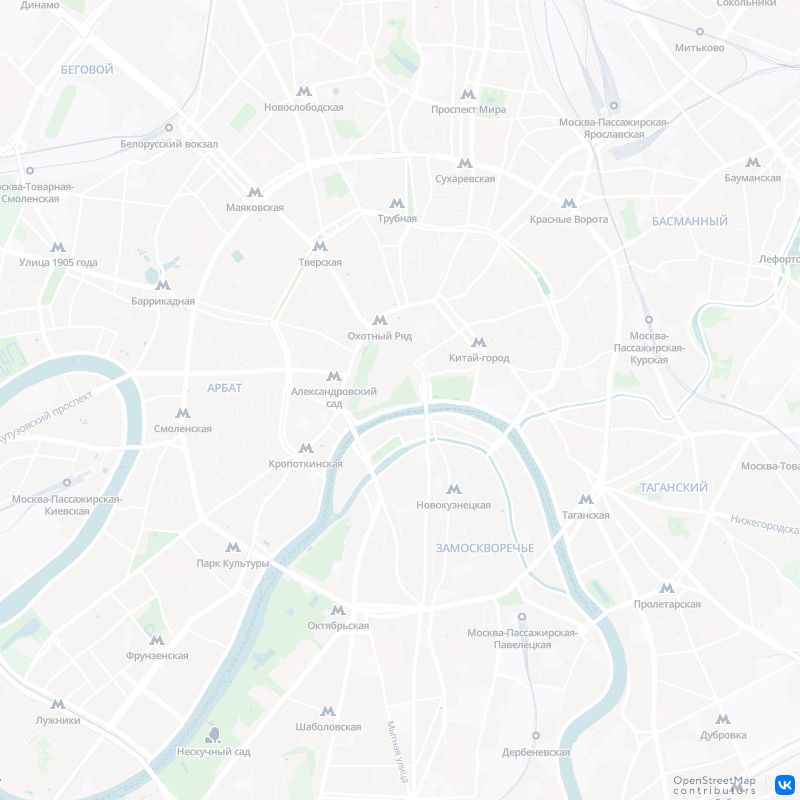 Динамо
Сокольники
Митьково
БЕГОВОЙ
Новослободская
Проспект Мира
Москва-Пассажирская-
Ярославская
Белорусский вокзал
Сухаревская
Бауманская
Москва-Товарная-
Смоленская
Маяковская
Трубная
Красные Ворота
БАСМАННЫЙ
Улица 1905 года
Тверская
Лефорто
Баррикадная
Охотный Ряд
Китай-город
Москва-
Пассажирская-
Курская
АРБАТ
Александровский
сад
Кутузовский проспект
Смоленская
Кропоткинская
Москва-Това
Москва-Пассажирская-
Киевская
Новокузнецкая
Таганская
ТАГАНСКИЙ
Нижегородска
ЗАМОСКВОРЕЧЬЕ
Парк Культуры
Октябрьская
Пролетарская
Москва-Пассажирская-
Павелецкая
Фрунзенская
Лужники
Шаболовская
Мытная улица
Нескучный сад
Дербеневская
Дубровка
OpenStreetMap
contributors